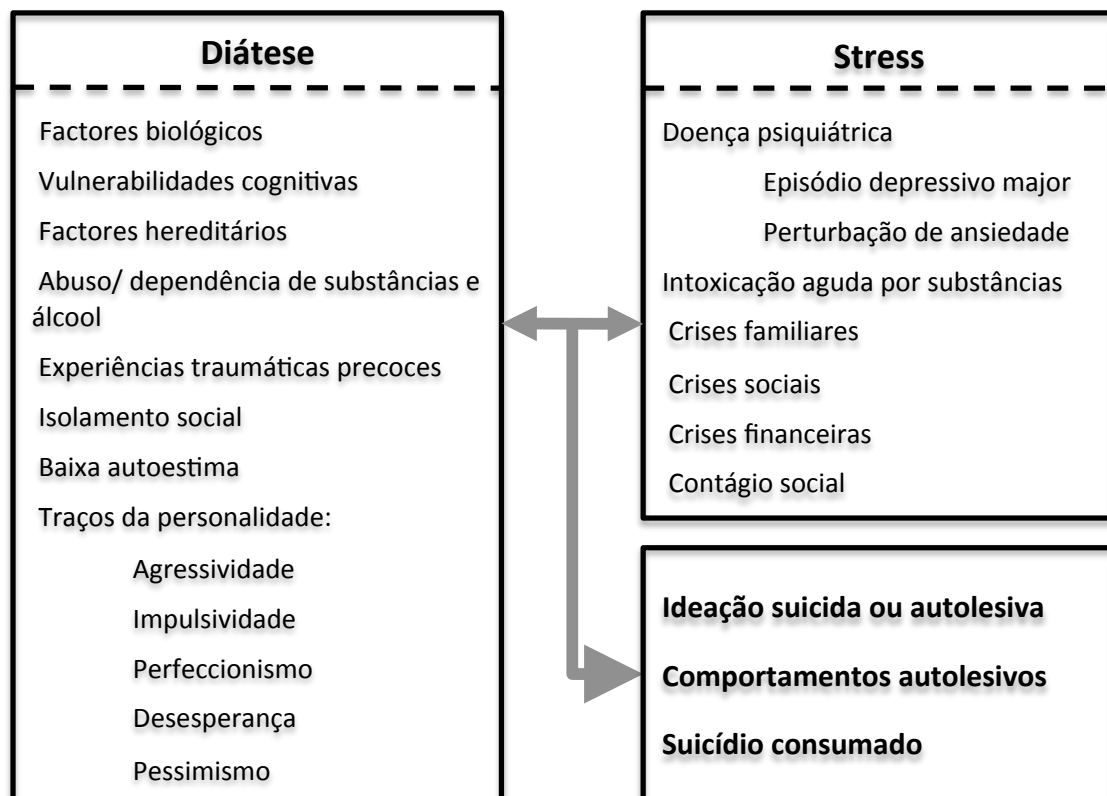 Diátese
Factores biológicos
Vulnerabilidades cognitivas
Factores hereditários
Abuso/ dependência de substâncias e
álcool
Experiências traumáticas precoces
Isolamento social
Baixa autoestima
Traços da personalidade:
Agressividade
Impulsividade
Perfeccionismo
Desesperança
Pessimismo
Stress
Doença psiquiátrica
Episódio depressivo major
Perturbação de ansiedade
Intoxicação aguda por substâncias
Crises familiares
Crises sociais
Crises financeiras
Contágio social
Ideação suicida ou autolesiva
Comportamentos autolesivos
Suicídio consumado